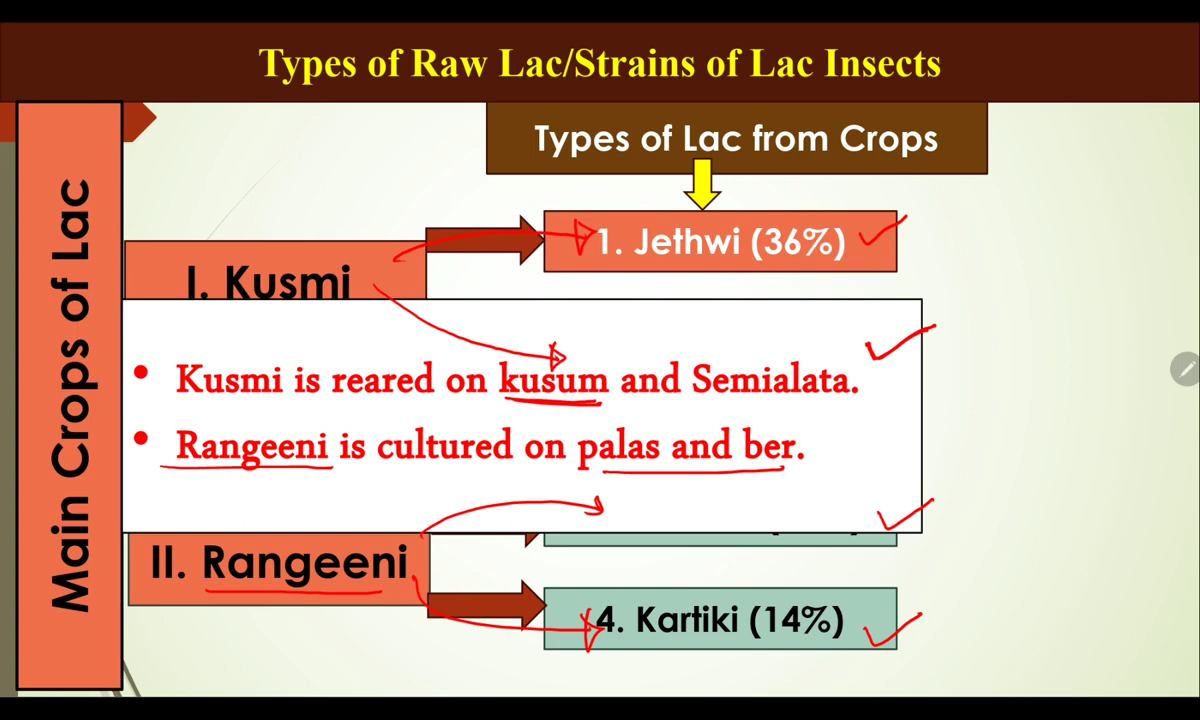 Types of Raw Lac/Strains of Lac Insects
Main Crops of Lac
Types of Lac from Crops
1. Jethwi (36%)
I. Kusmi
• Kusmi is reared on kusum and Semialata.
• Rangeeni is cultured on palas and ber.
II. Rangeeni
4. Kartiki (14%)